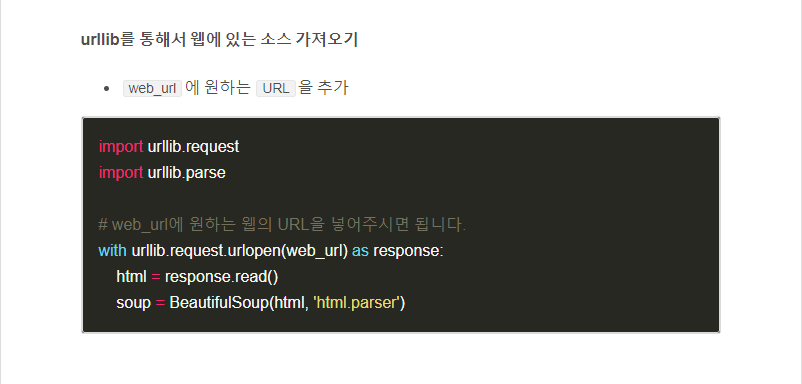 urllib를 통해서 웹에 있는 소스 가져오기
web_url 에 원하는 URL 을 추가
import urllib.request
import urllib.parse
# web_url에 원하는 웹의 URL을 넣어주시면 됩니다.
with urllib.request.urlopen(web_url) as response:
    html = response.read()
    soup = BeautifulSoup(html, 'html.parser')